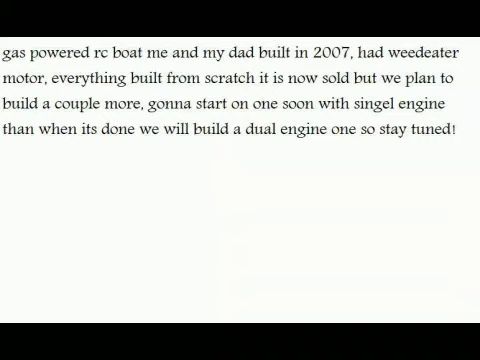 gas powered rc boat me and my dad built in 2007, had weedeater
motor, everything built from scratch it is now sold but we plan to
build a couple more, gonna start on one soon with singel engine
than when its done we will build a dual engine one so stay tuned!